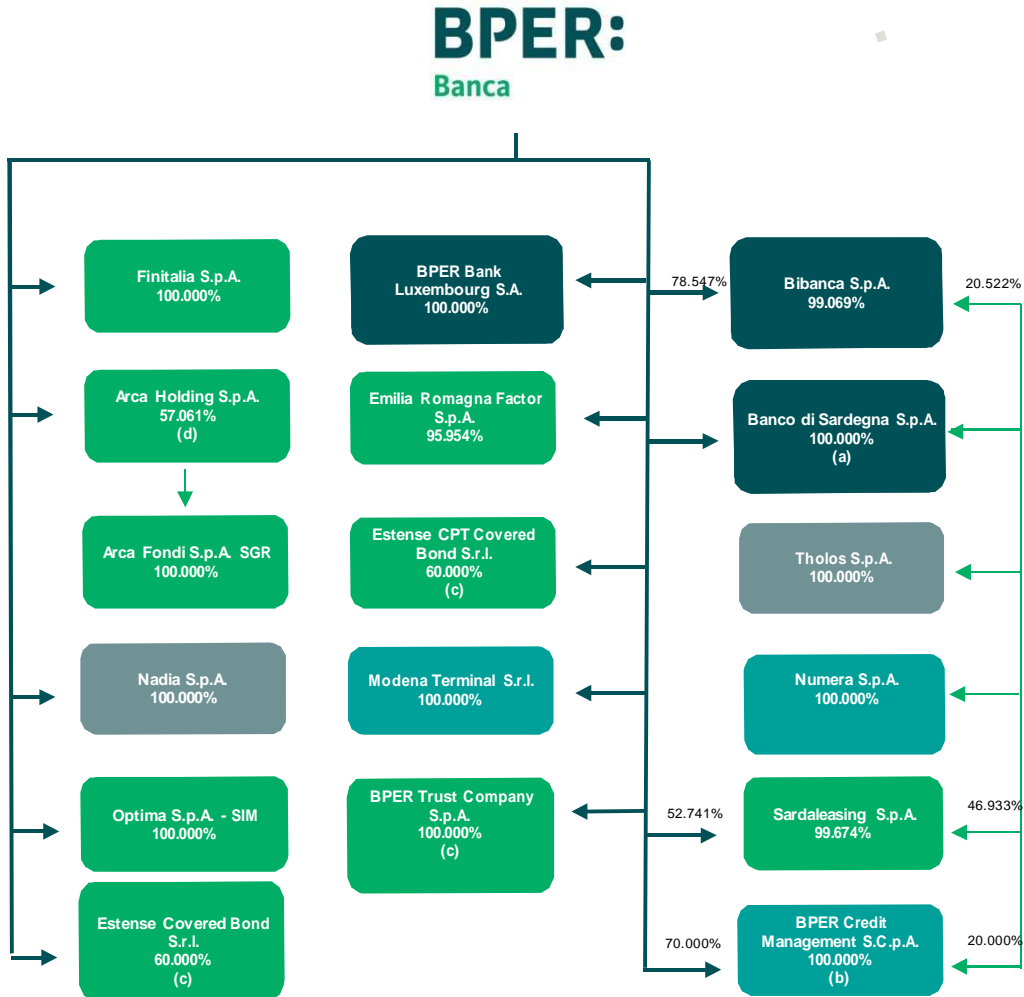 BPER:
Banca
Finitalia S.p.A.
100.000%
BPER Bank
Luxembourg S.A.
100.000%
78.547%
Bibanca S.p.A.
99.069%
20.522%
Arca Holding S.p.A.
57.061%
(d)
Emilia Romagna Factor
S.p.A.
95.954%
Banco di Sardegna S.p.A.
100.000%
(a)
Arca Fondi S.p.A. SGR
100.000%
Estense CPT Covered
Bond S.r.l.
60.000%
(c)
Tholos S.p.A.
100.000%
Nadia S.p.A.
100.000%
Modena Terminal S.r.l.
100.000%
Numera S.p.A.
100.000%
Optima S.p.A. - SIM
100.000%
BPER Trust Company
S.p.A.
100.000%
(c)
52.741%
Sardaleasing S.p.A.
99.674%
46.933%
Estense Covered Bond
S.r.l.
60.000%
(c)
70.000%
BPER Credit
Management S.C.p.A.
100.000%
(b)
20.000%